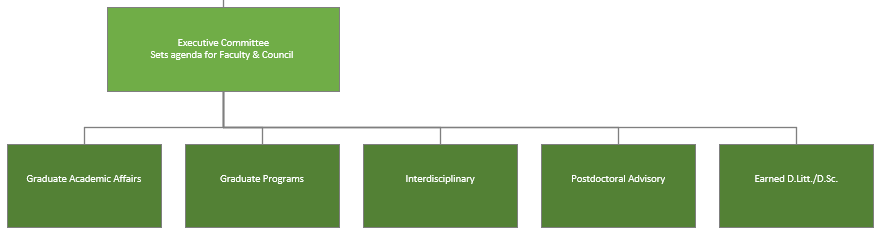 Executive Committee
Sets agenda for Faculty & Council
Graduate Academic Affairs
Graduate Programs
Interdisciplinary
Postdoctoral Advisory
Earned D.Litt./D.Sc.